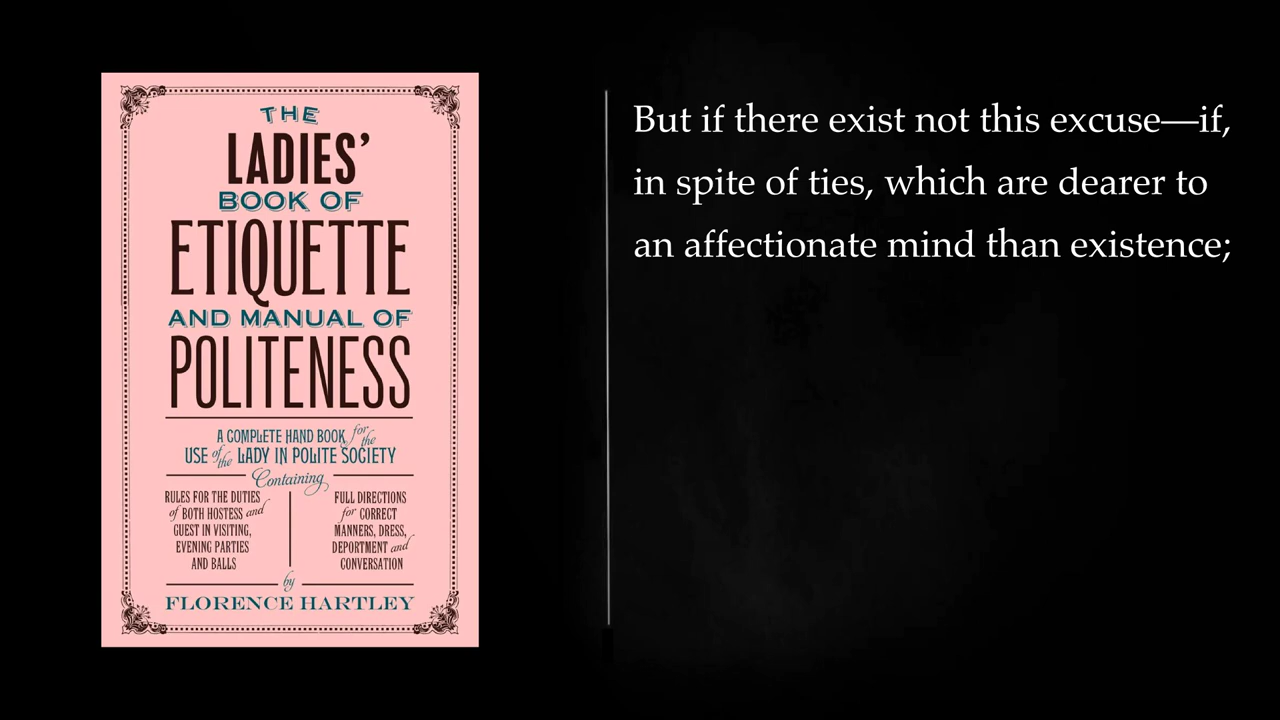 THE
LADIES'
BOOK OF
ETIQUETTE
AND MANUAL OF
POLITENESS
A COMPLETE HAND BOOK for the
USE of the LADY IN POLITE SOCIETY
Containing
RULES FOR THE DUTIES
of BOTH HOSTESS and
GUEST IN VISITING,
EVENING PARTIES
AND BALLS
FULL DIRECTIONS
for CORRECT
MANNERS, DRESS,
DEPORTMENT and
CONVERSATION
by
FLORENCE HARTLEY
But if there exist not this excuse—if,
in spite of ties, which are dearer to
an affectionate mind than existence;